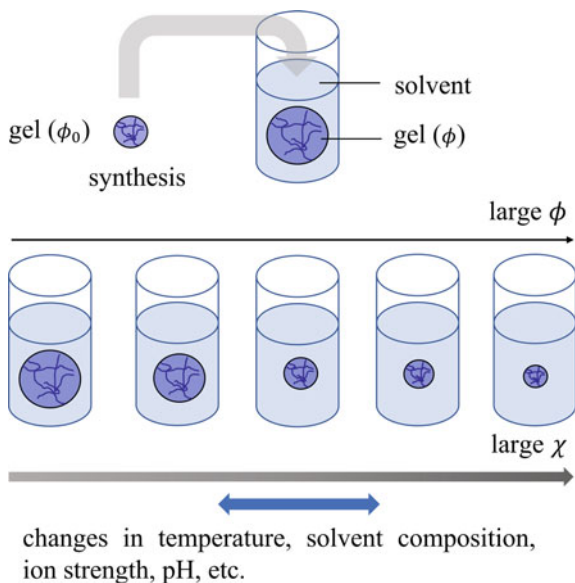 solvent
gel (ϕ₀)
gel (ϕ)
synthesis
large ϕ
large χ
changes in temperature, solvent composition,
ion strength, pH, etc.